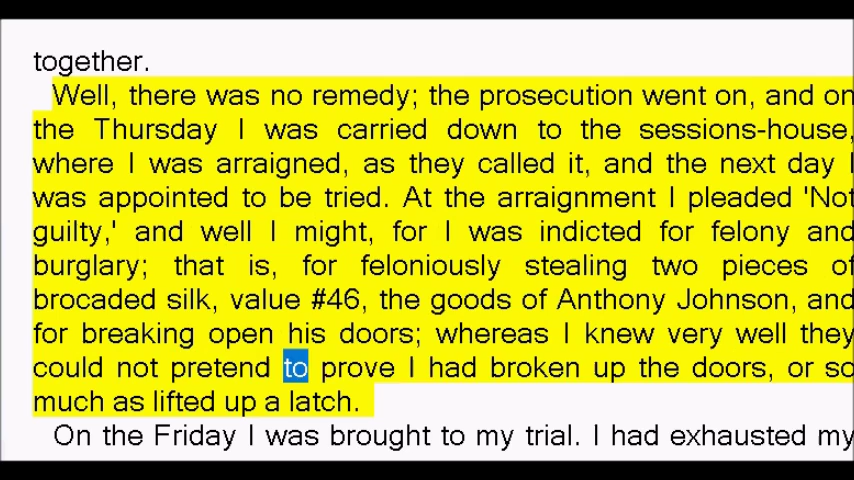 together.
Well, there was no remedy; the prosecution went on, and on
the Thursday I was carried down to the sessions-house,
where I was arraigned, as they called it, and the next day I
was appointed to be tried. At the arraignment I pleaded 'Not
guilty,' and well I might, for I was indicted for felony and
burglary; that is, for feloniously stealing two pieces of
brocaded silk, value #46, the goods of Anthony Johnson, and
for breaking open his doors; whereas I knew very well they
could not pretend to prove I had broken up the doors, or so
much as lifted up a latch.
On the Friday I was brought to my trial. I had exhausted my